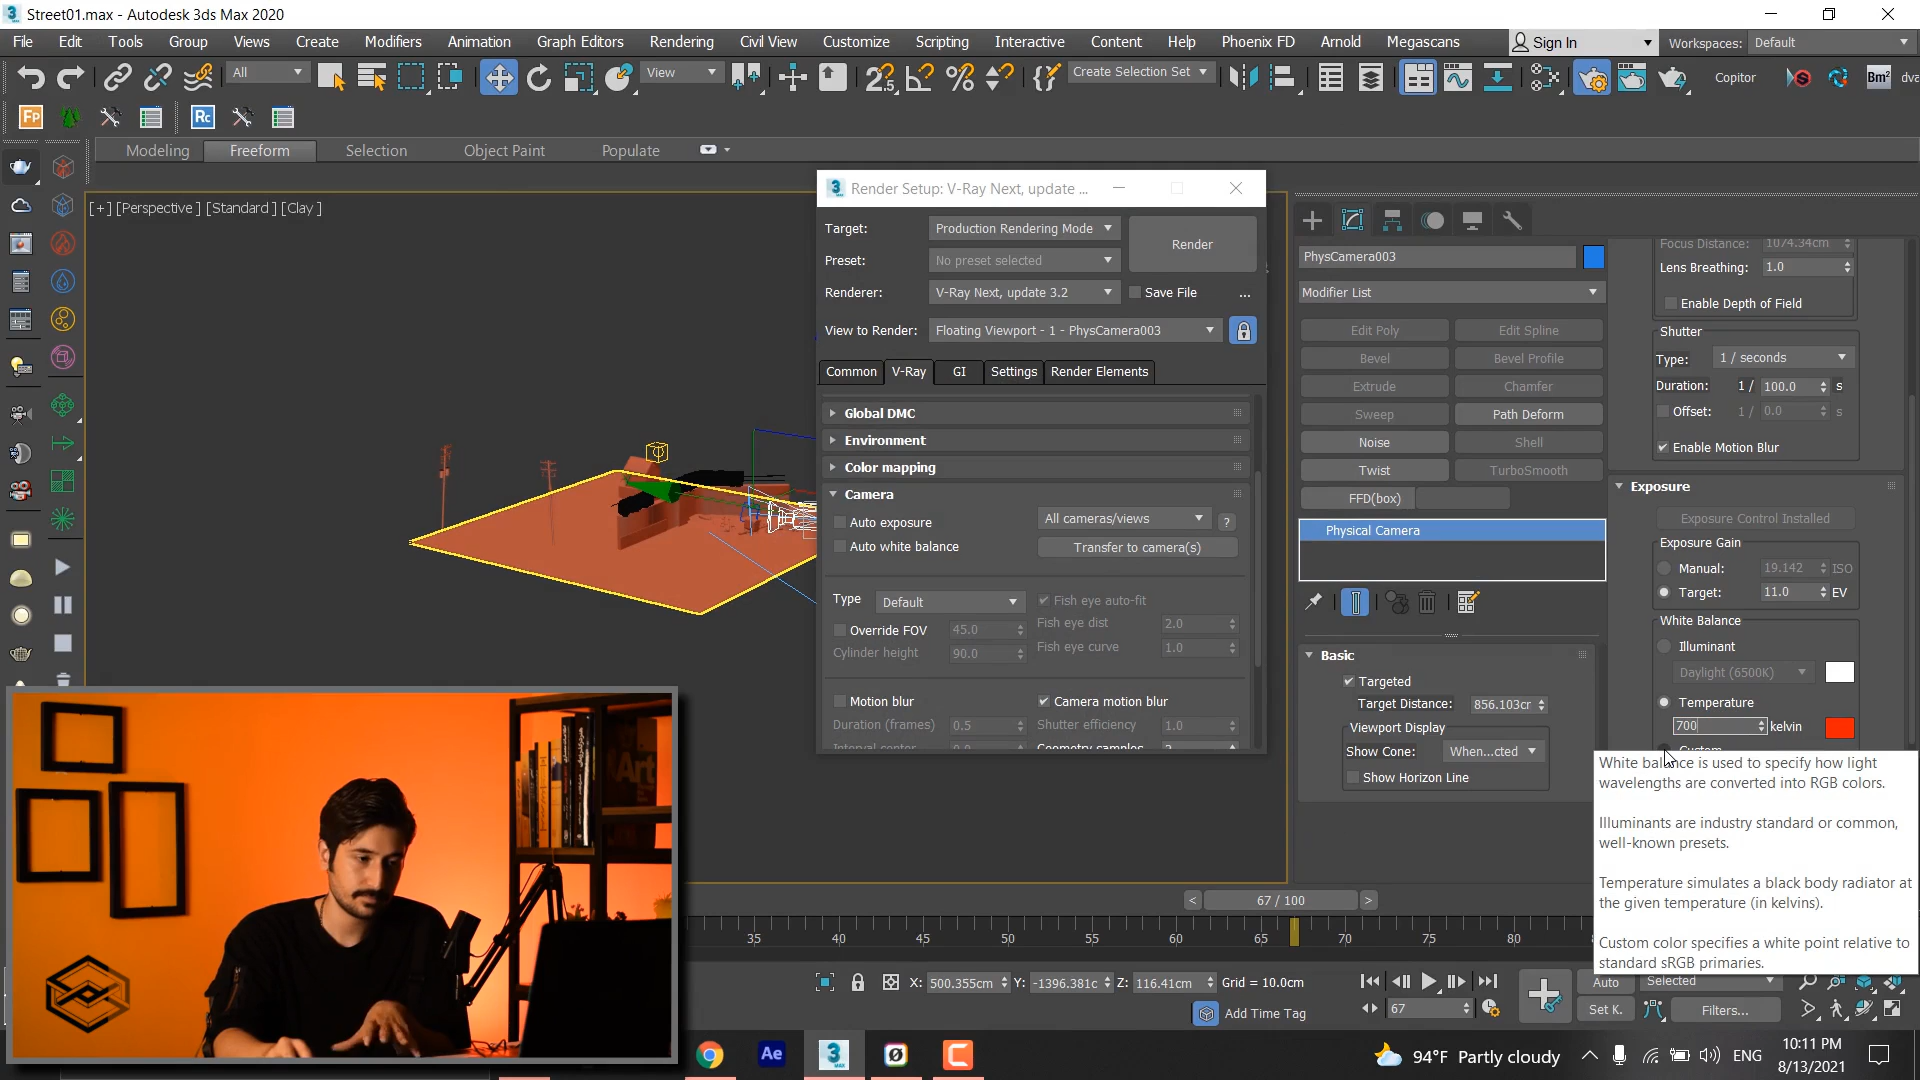 Street01.max - Autodesk 3ds Max 2020
File Edit Tools Group Views Create Modifiers Animation Graph Editors Rendering Civil View Customize Scripting Interactive Content Help Phoenix FD Arnold Megascans Sign In Workspaces: Default
All View Create Selection Set Copitor Bm²
Fp Rc
Modeling Freeform Selection Object Paint Populate
[+] [Perspective ] [Standard ] [Clay ]
Render Setup: V-Ray Next, update ...
Target: Production Rendering Mode Render
Preset: No preset selected
Renderer: V-Ray Next, update 3.2 Save File ...
View to Render: Floating Viewport - 1 - PhysCamera003
Common V-Ray GI Settings Render Elements
Global DMC
Environment
Color mapping
Camera
Auto exposure All cameras/views ?
Auto white balance Transfer to camera(s)
Type Default Fish eye auto-fit
Override FOV 45.0 Fish eye dist 2.0
Cylinder height 90.0 Fish eye curve 1.0
Motion blur Camera motion blur
Duration (frames) 0.5 Shutter efficiency 1.0
PhysCamera003
Modifier List
Edit Poly Edit Spline
Bevel Bevel Profile
Extrude Chamfer
Sweep Path Deform
Noise Shell
Twist TurboSmooth
FFD(box)
Physical Camera
Basic
Targeted
Target Distance: 856.103cr
Viewport Display
Show Cone: When...cted
Show Horizon Line
Focus Distance: 1074.34cm
Lens Breathing: 1.0
Enable Depth of Field
Shutter
Type: 1 / seconds
Duration: 1 / 100.0 s
Offset: 1 / 0.0 s
Enable Motion Blur
Exposure
Exposure Control Installed
Exposure Gain
Manual: 19.142 ISO
Target: 11.0 EV
White Balance
Illuminant
Daylight (6500K)
Temperature
700 kelvin
White balance is used to specify how light
wavelengths are converted into RGB colors.
Illuminants are industry standard or common,
well-known presets.
Temperature simulates a black body radiator at
the given temperature (in kelvins).
Custom color specifies a white point relative to
standard sRGB primaries.
< 67 / 100 >
35 40 45 50 55 60 65 70 75 80
X: 500.355cm Y: -1396.381c Z: 116.41cm Grid = 10.0cm Auto Selected
67 Add Time Tag Set K. Filters...
Art
Ae 94°F Partly cloudy ENG
10:11 PM
8/13/2021